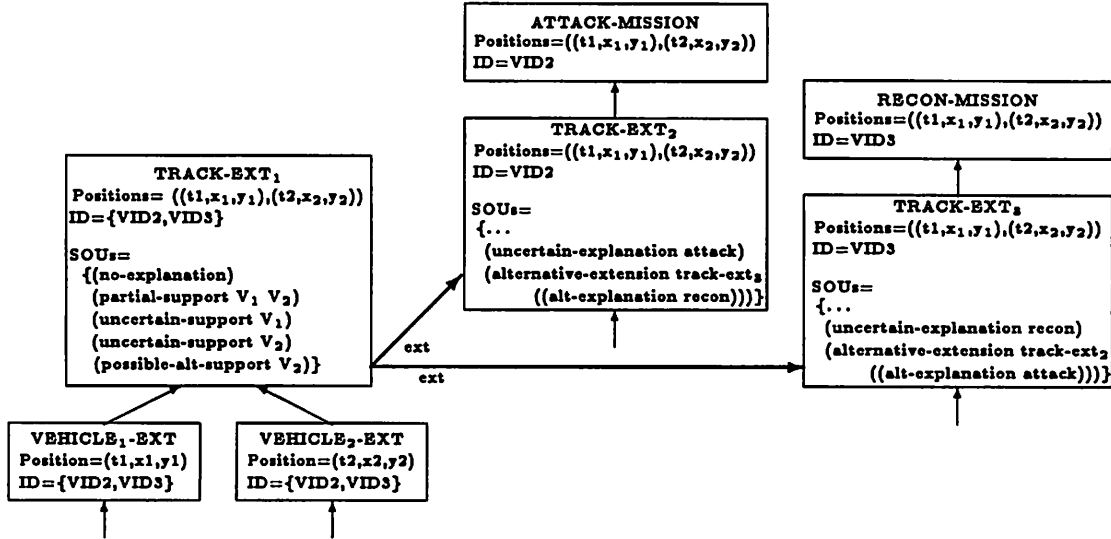 ATTACK-MISSION
Positions=((t1,x₁,y₁),(t2,x₂,y₂))
ID=VID2
RECON-MISSION
Positions=((t1,x₁,y₁),(t2,x₂,y₂))
ID=VID3
TRACK-EXT₂
Positions=((t1,x₁,y₁),(t2,x₂,y₂))
ID=VID2
SOUs=
{...
(uncertain-explanation attack)
(alternative-extension track-ext₃
((alt-explanation recon)))}
TRACK-EXT₁
Positions= ((t1,x₁,y₁),(t2,x₂,y₂))
ID={VID2,VID3}
SOUs=
{(no-explanation)
(partial-support V₁ V₂)
(uncertain-support V₁)
(uncertain-support V₂)
(possible-alt-support V₂)}
TRACK-EXT₃
Positions=((t1,x₁,y₁),(t2,x₂,y₂))
ID=VID3
SOUs=
{...
(uncertain-explanation recon)
(alternative-extension track-ext₂
((alt-explanation attack)))}
ext
ext
VEHICLE₁-EXT
Position=(t1,x1,y1)
ID={VID2,VID3}
VEHICLE₂-EXT
Position=(t2,x2,y2)
ID={VID2,VID3}